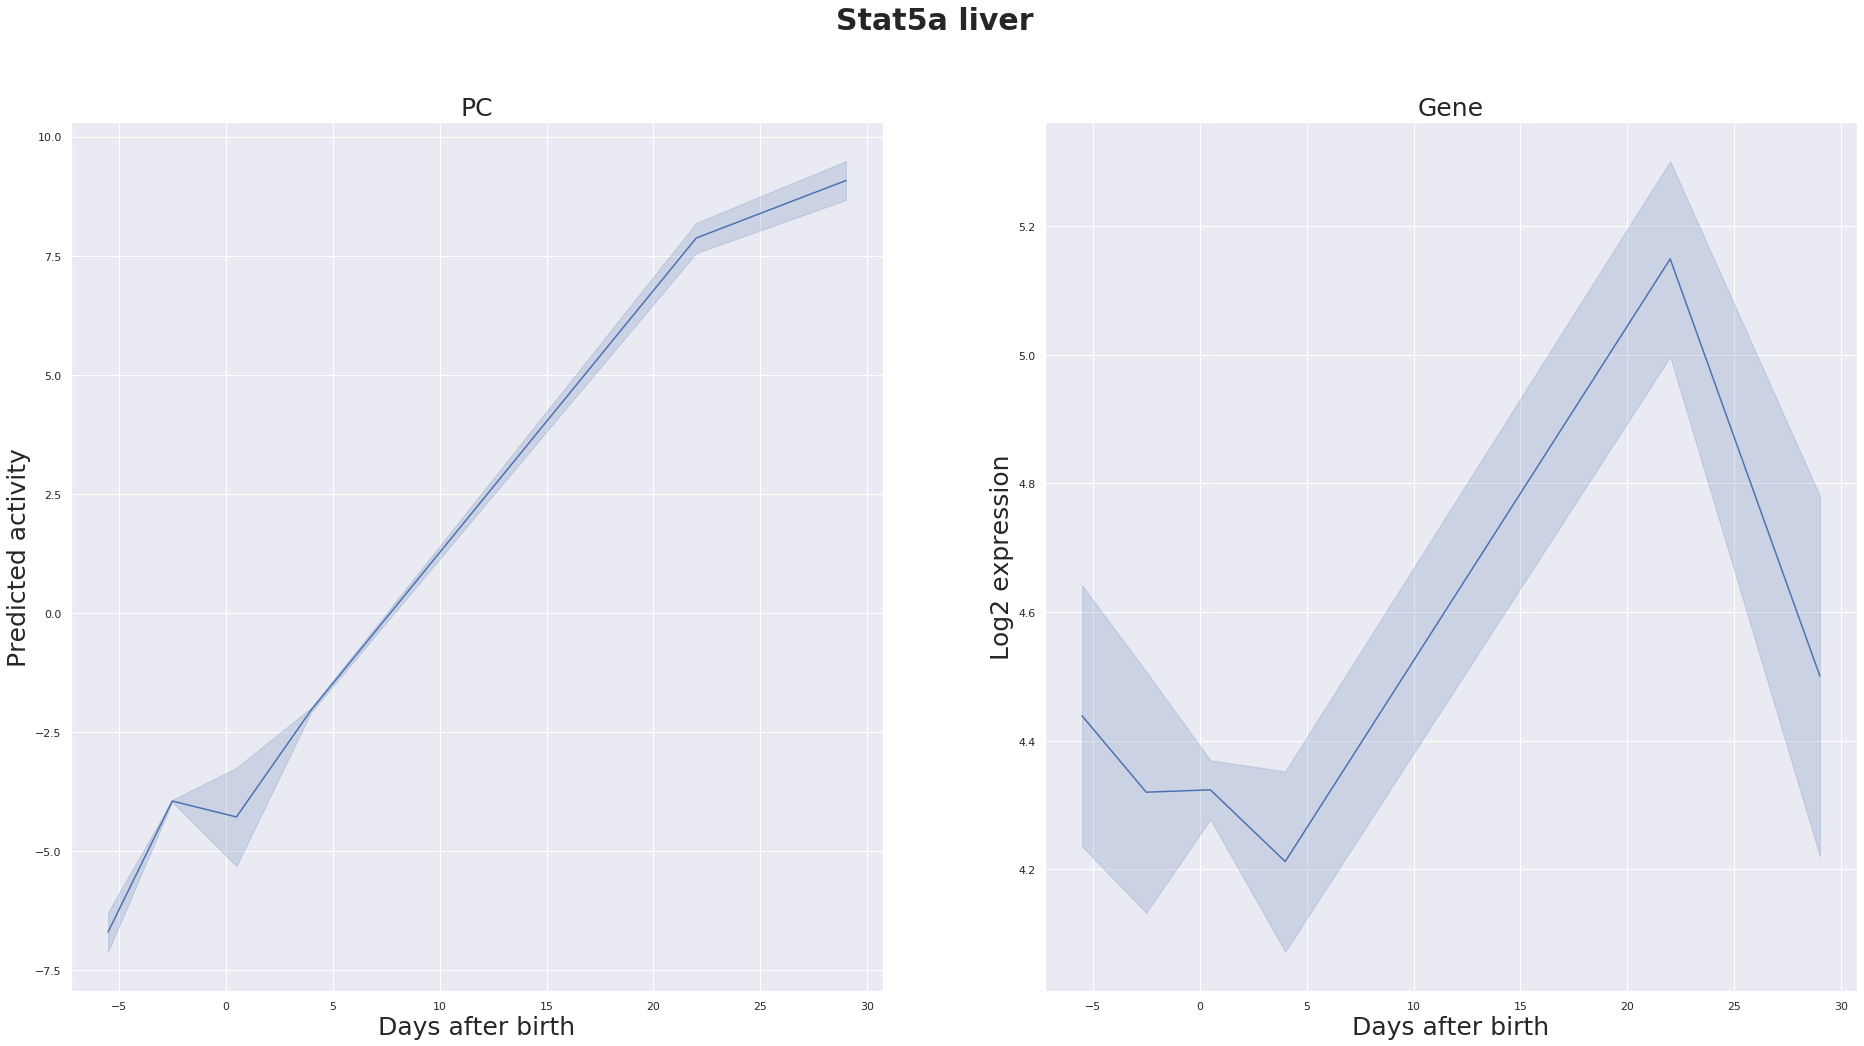 Stat5a liver
PC
10.0
7.5
5.0
2.5
0.0
−2.5
−5.0
−7.5
Predicted activity
−5 0 5 10 15 20 25 30
Days after birth
Gene
5.2
5.0
4.8
4.6
4.4
4.2
Log2 expression
−5 0 5 10 15 20 25 30
Days after birth